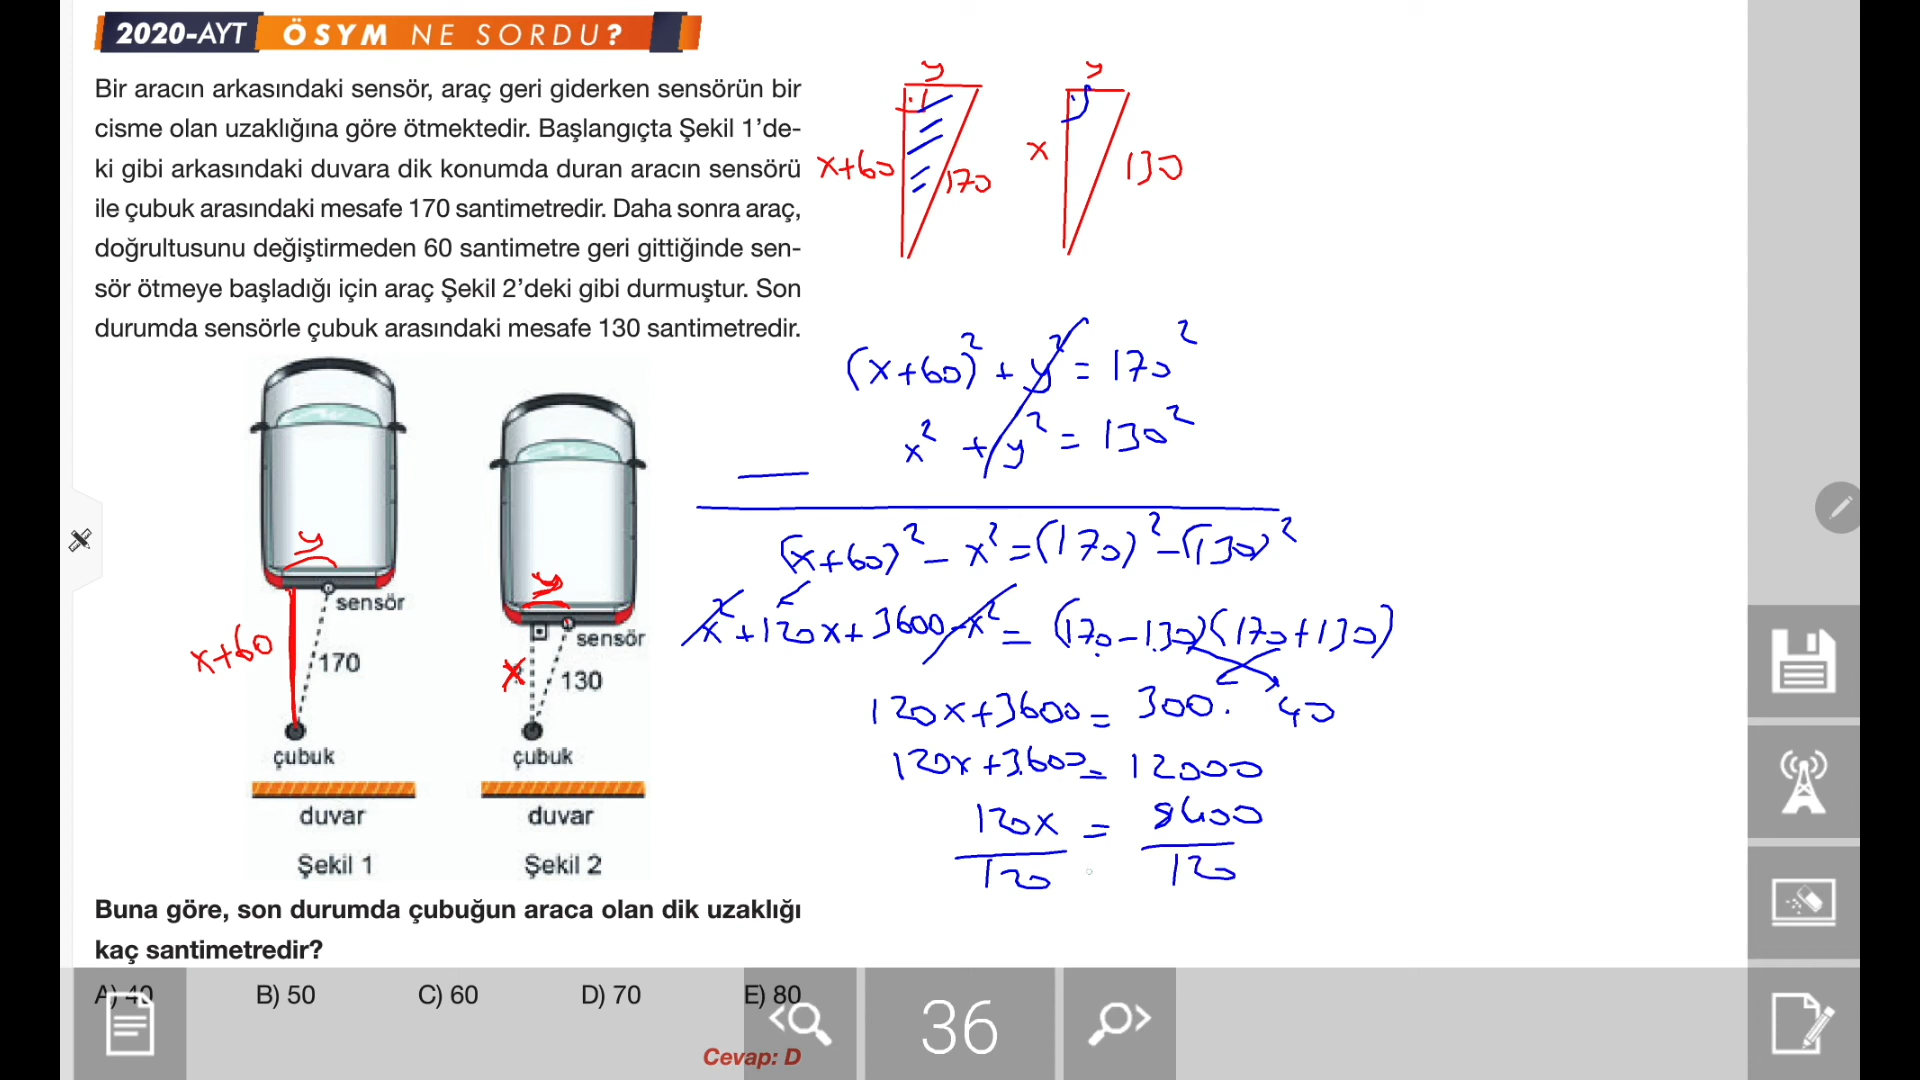 2020-AYT ÖSYM NE SORDU?
Bir aracın arkasındaki sensör, araç geri giderken sensörün bir
cisme olan uzaklığına göre ötmektedir. Başlangıçta Şekil 1’de-
ki gibi arkasındaki duvara dik konumda duran aracın sensörü
ile çubuk arasındaki mesafe 170 santimetredir. Daha sonra araç,
doğrultusunu değiştirmeden 60 santimetre geri gittiğinde sen-
sör ötmeye başladığı için araç Şekil 2’deki gibi durmuştur. Son
durumda sensörle çubuk arasındaki mesafe 130 santimetredir.
y
x+60
170
y
x
130
y
sensör
x+60
170
çubuk
duvar
Şekil 1
y
sensör
x
130
çubuk
duvar
Şekil 2
(x+60)² + y² = 170²
x² + y² = 130²
(x+60)² - x² = (170)² - (130)²
x² + 120x + 3600 - x² = (170-130)(170+130)
120x+3600 = 300 . 40
120x+3600 = 12000
120x = 8400
120 120
Buna göre, son durumda çubuğun araca olan dik uzaklığı
kaç santimetredir?
A) 40 B) 50 C) 60 D) 70 E) 80
Cevap: D
36